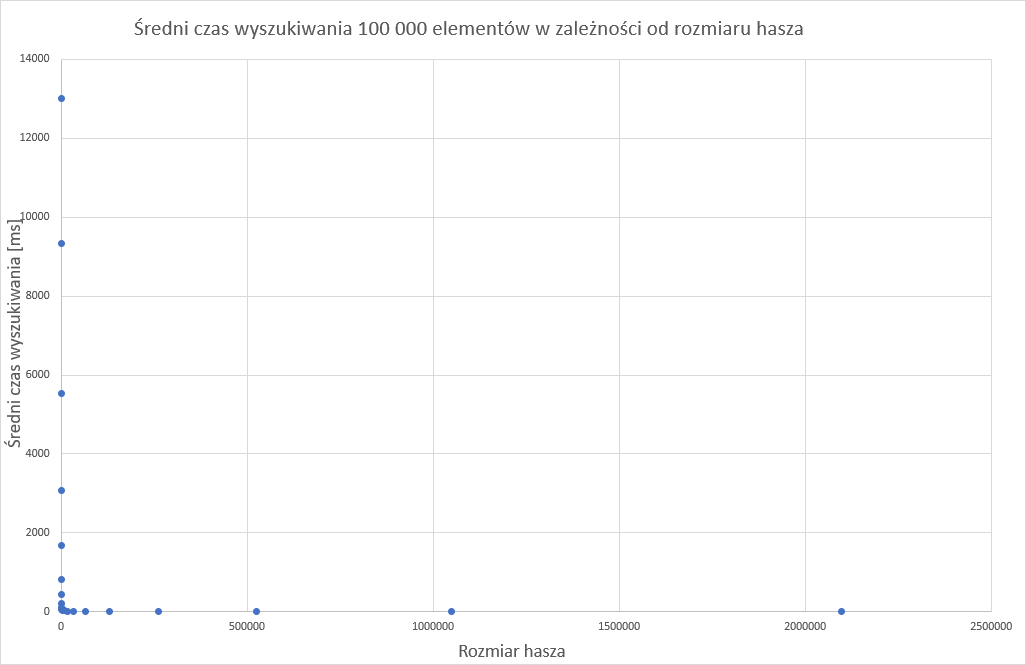 Średni czas wyszukiwania 100 000 elementów w zależności od rozmiaru hasza
14000
12000
10000
8000
6000
4000
2000
0
Średni czas wyszukiwania [ms]
0 500000 1000000 1500000 2000000 2500000
Rozmiar hasza